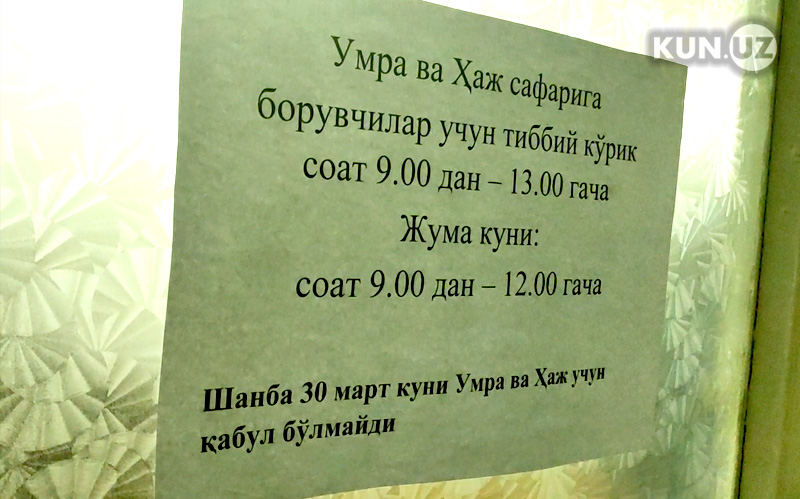 KUN.UZ
Умра ва Ҳаж сафарига
борувчилар учун тиббий кўрик
соат 9.00 дан – 13.00 гача
Жума куни:
соат 9.00 дан – 12.00 гача
Шанба 30 март куни Умра ва Ҳаж учун
қабул бўлмайди